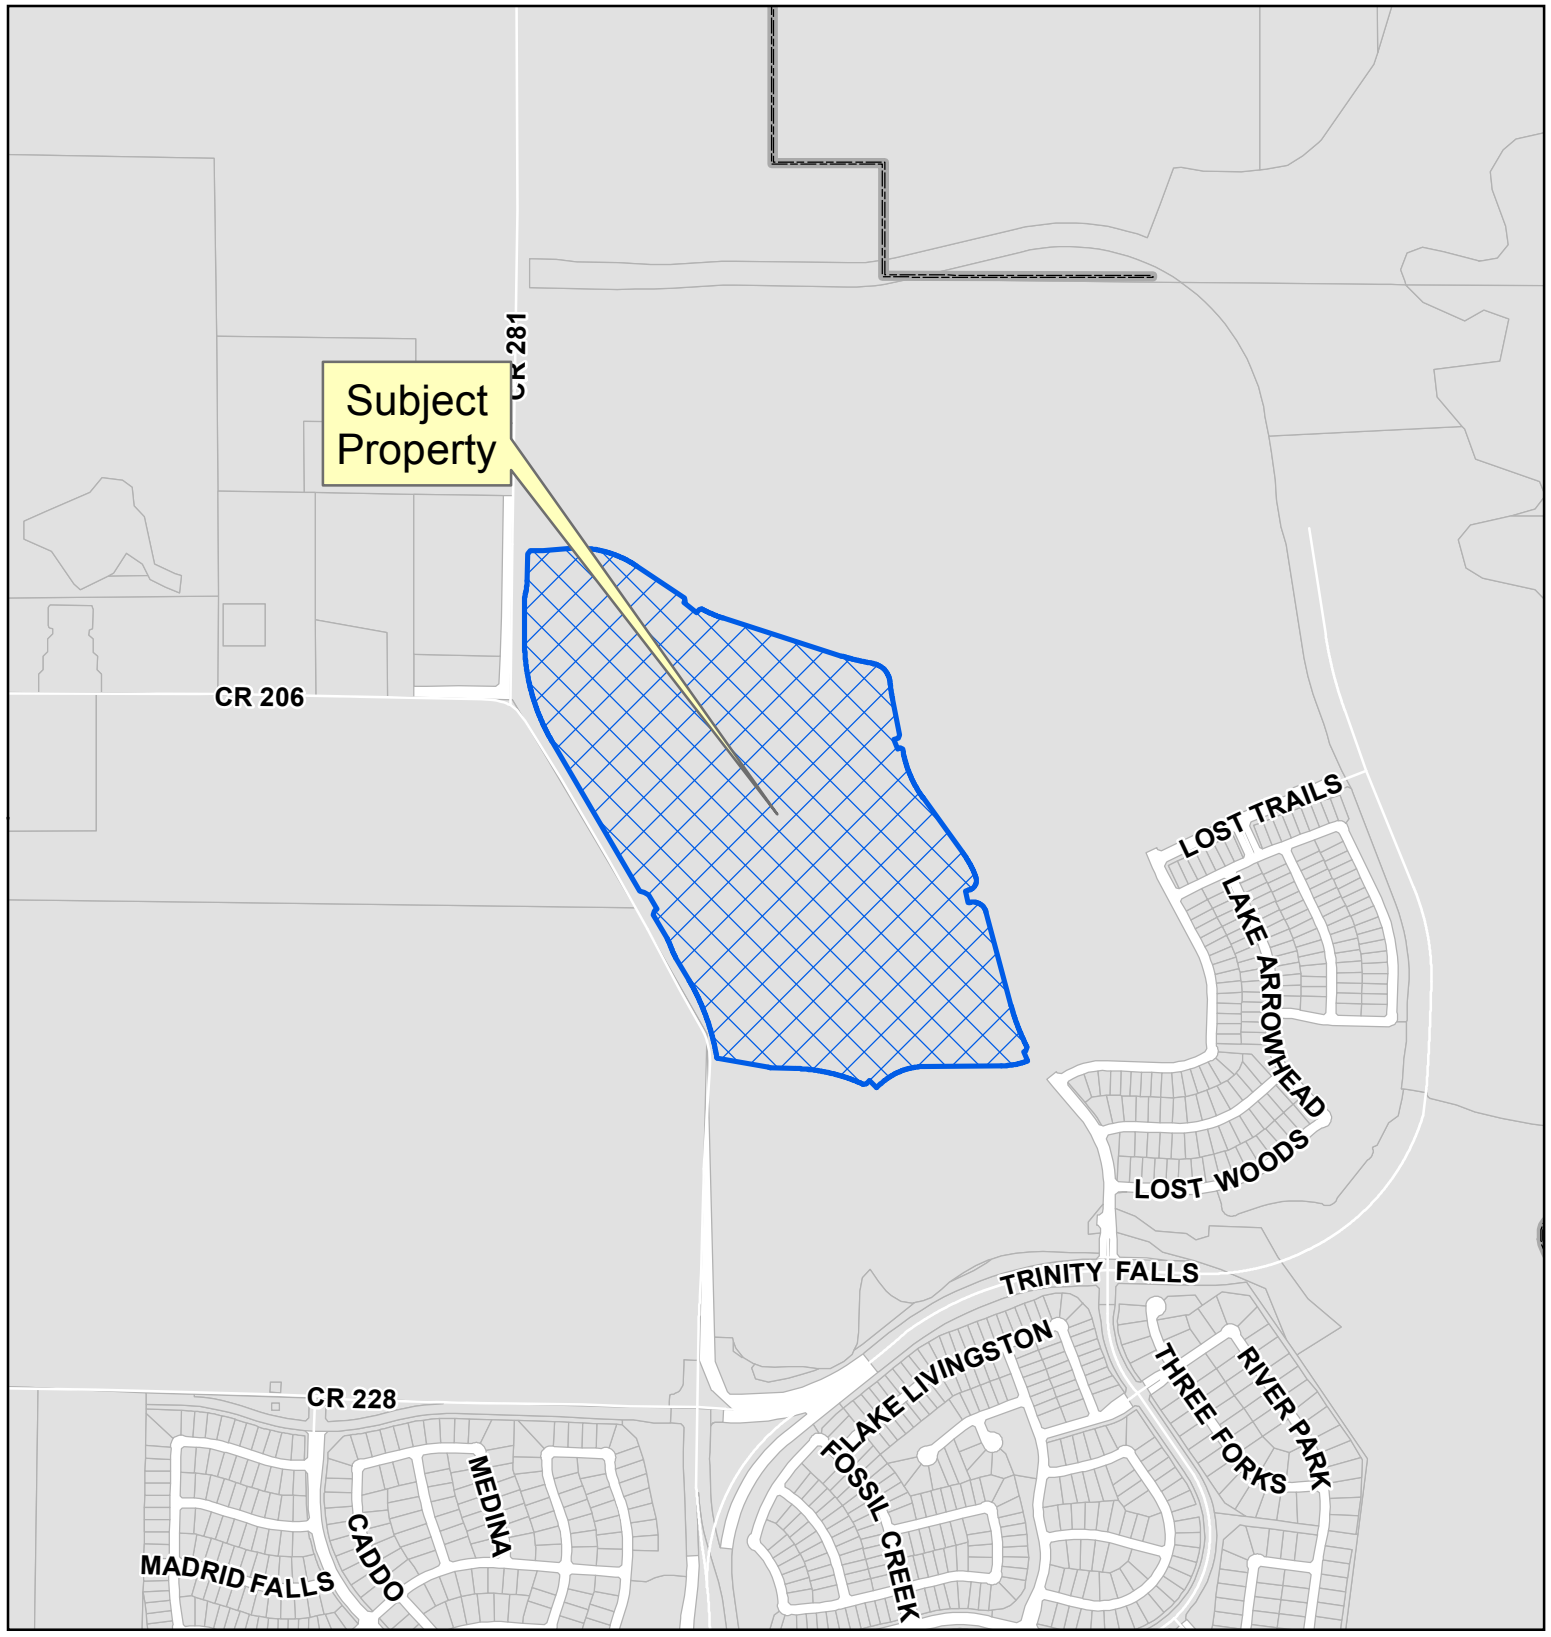 CR 281
Subject
Property
CR 206
LOST TRAILS
LAKE ARROWHEAD
LOST WOODS
TRINITY FALLS
LAKE LIVINGSTON
THREE FORKS
RIVER PARK
CR 228
FOSSIL CREEK
MEDINA
CADDO
MADRID FALLS